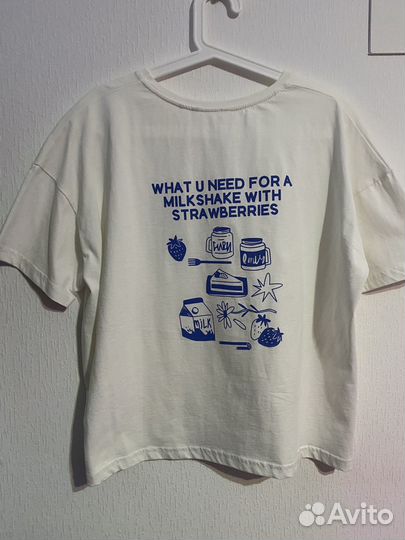 WHAT U NEED FOR A
MILKSHAKE WITH
STRAWBERRIES
MILK
Avito